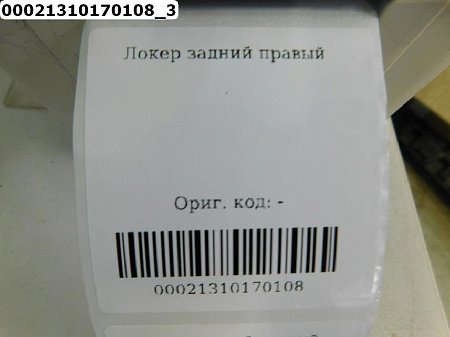 00021310170108_3
Локер задний правый
Ориг. код: -
00021310170108